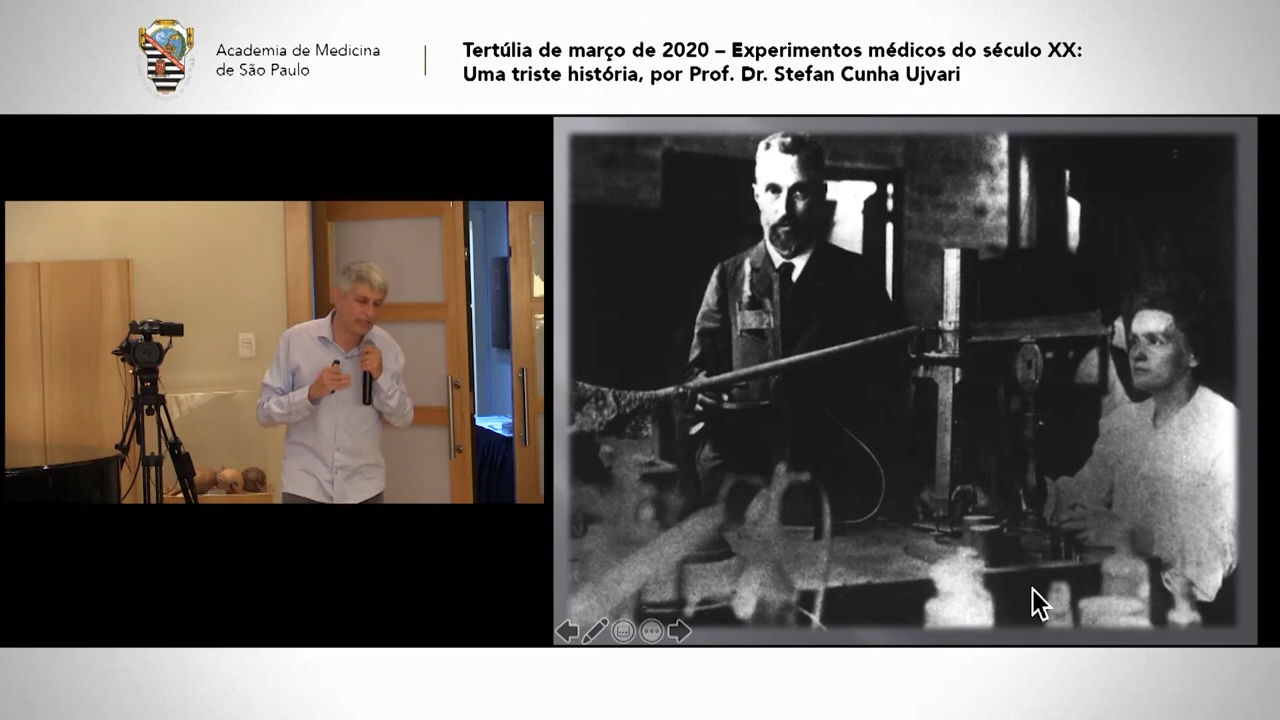 Academia de Medicina
de São Paulo
Tertúlia de março de 2020 – Experimentos médicos do século XX:
Uma triste história, por Prof. Dr. Stefan Cunha Ujvari